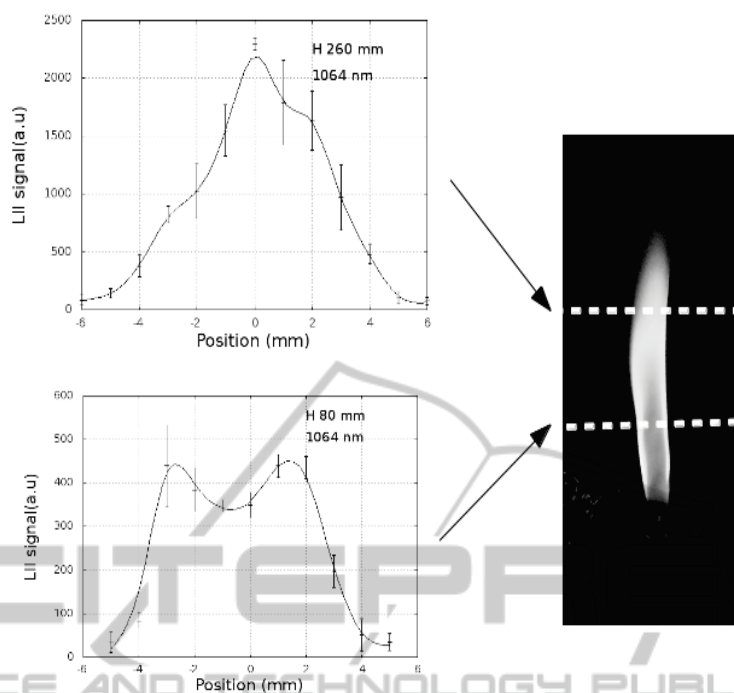 2500
2000
1500
1000
500
0
-6 -4 -2 0 2 4 6
LII signal(a.u)
Position (mm)
H 260 mm
1064 nm
600
500
400
300
200
100
0
-6 -4 -2 0 2 4 6
LII signal(a.u)
Position (mm)
H 80 mm
1064 nm
CITEPR
CE AND TECHNOLOGY PUBL